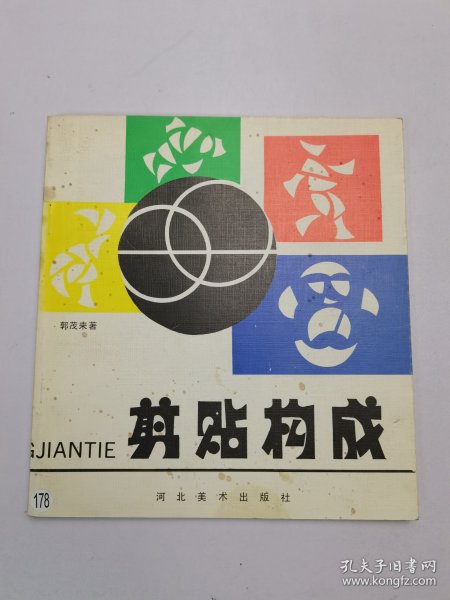 郭茂来著
GJIANTIE 剪贴构成
178
河北美术出版社
孔夫子旧书网
www.kongfz.com